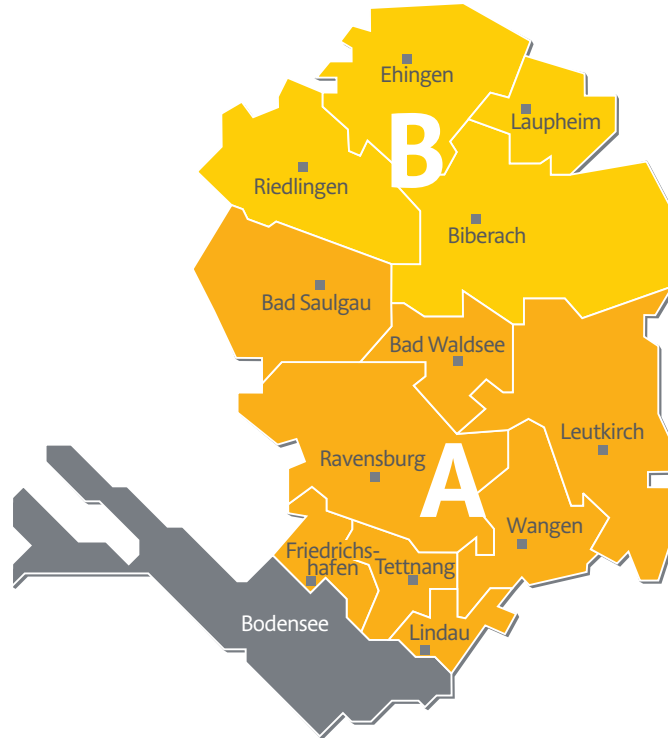 Ehingen
Laupheim
B
Riedlingen
Biberach
Bad Saulgau
Bad Waldsee
Leutkirch
Ravensburg
A
Wangen
Friedrichs-
hafen
Tettnang
Bodensee
Lindau